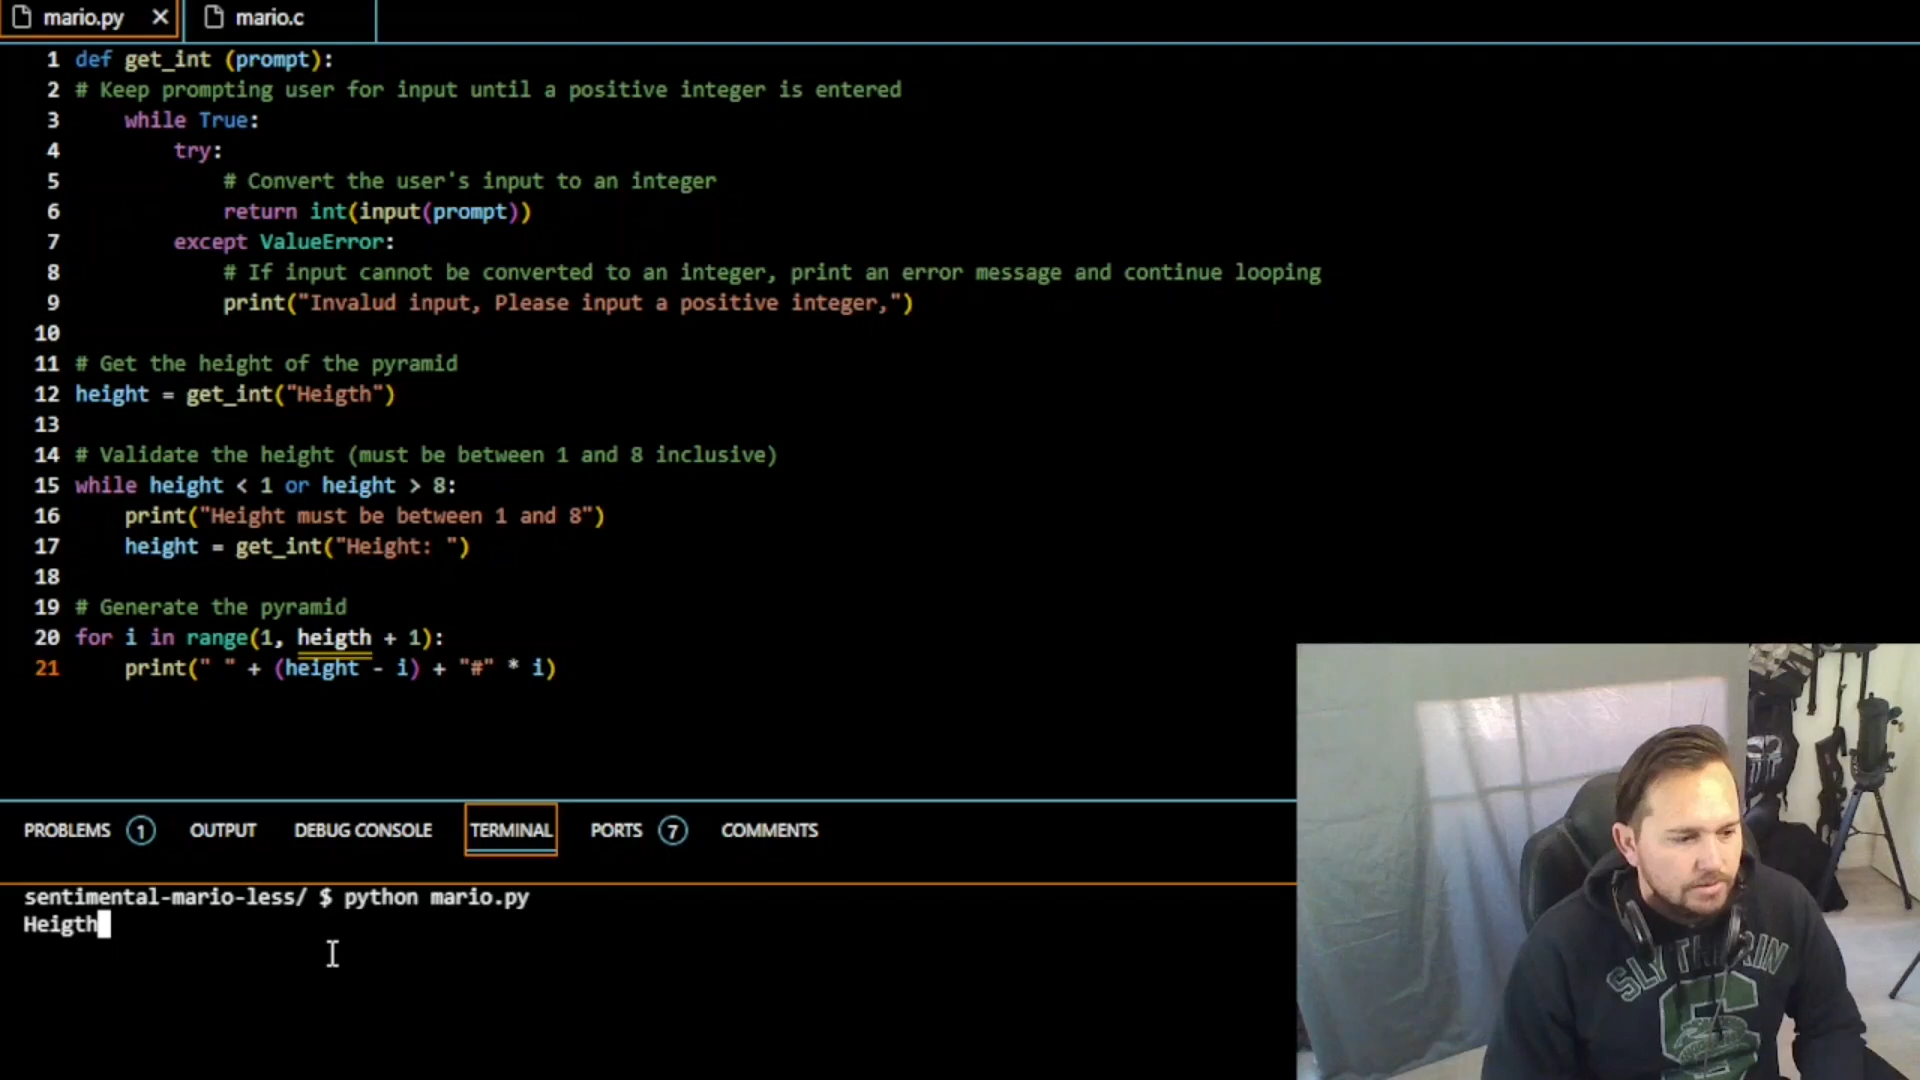 mario.py
mario.c
1 def get_int (prompt):
2 # Keep prompting user for input until a positive integer is entered
3 while True:
4 try:
5 # Convert the user's input to an integer
6 return int(input(prompt))
7 except ValueError:
8 # If input cannot be converted to an integer, print an error message and continue looping
9 print("Invalud input, Please input a positive integer,")
10
11 # Get the height of the pyramid
12 height = get_int("Heigth")
13
14 # Validate the height (must be between 1 and 8 inclusive)
15 while height < 1 or height > 8:
16 print("Height must be between 1 and 8")
17 height = get_int("Height: ")
18
19 # Generate the pyramid
20 for i in range(1, heigth + 1):
21 print(" " + (height - i) + "#" * i)
PROBLEMS 1 OUTPUT DEBUG CONSOLE TERMINAL PORTS 7 COMMENTS
sentimental-mario-less/ $ python mario.py
Heigth
SLYTHERIN